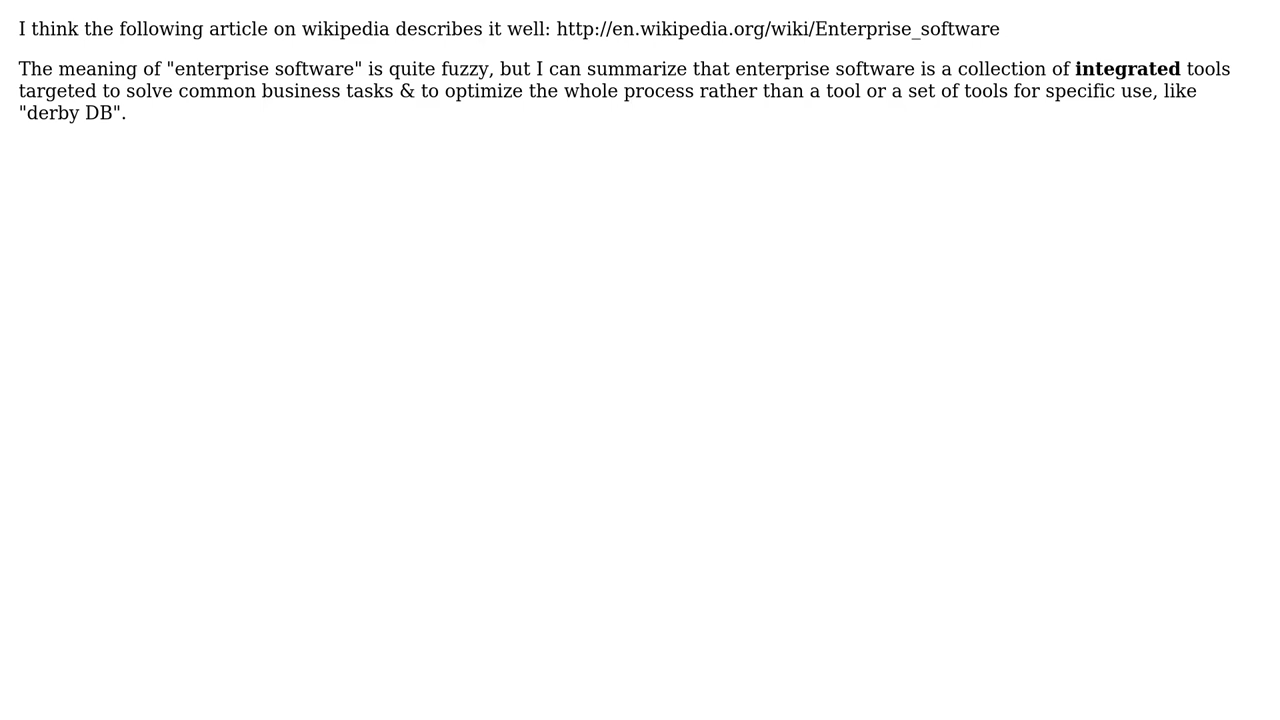 I think the following article on wikipedia describes it well: http://en.wikipedia.org/wiki/Enterprise_software
The meaning of "enterprise software" is quite fuzzy, but I can summarize that enterprise software is a collection of integrated tools
targeted to solve common business tasks & to optimize the whole process rather than a tool or a set of tools for specific use, like
"derby DB".